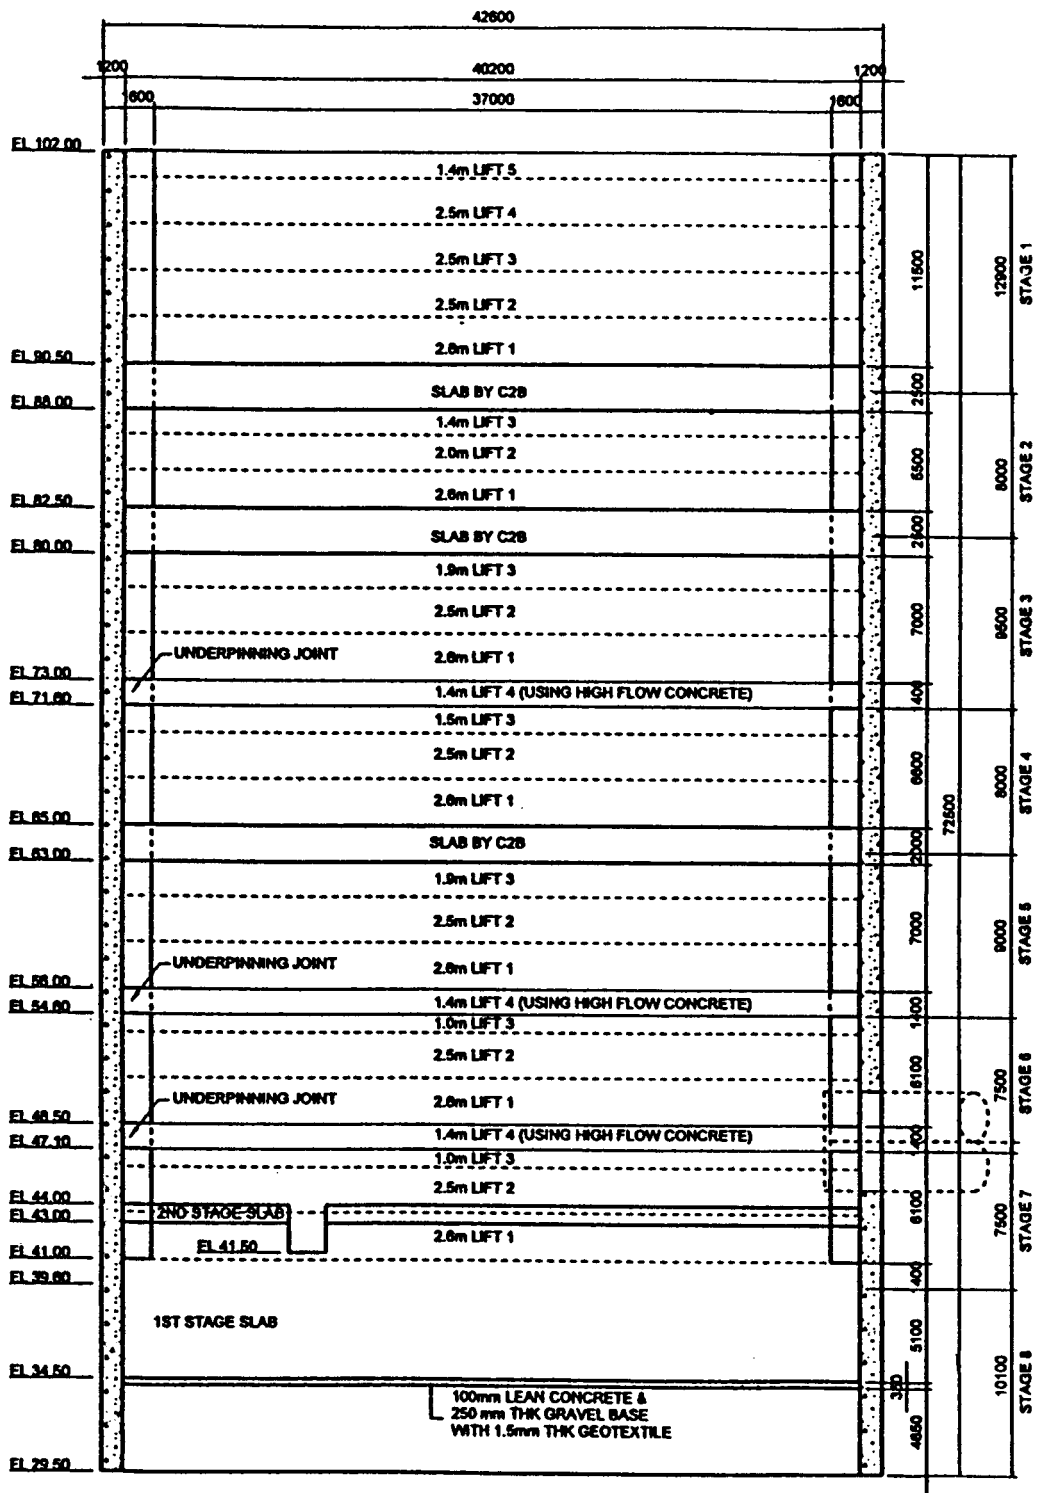 42600
1200
40200
1200
1600
37000
1600
EL 102.00
1.4m LIFT 5
2.5m LIFT 4
2.5m LIFT 3
2.5m LIFT 2
2.6m LIFT 1
11500
12900
STAGE 1
EL 90.50
SLAB BY C2B
2500
EL 88.00
1.4m LIFT 3
2.0m LIFT 2
2.6m LIFT 1
5500
8000
STAGE 2
EL 82.50
SLAB BY C2B
2500
EL 80.00
1.9m LIFT 3
2.5m LIFT 2
2.6m LIFT 1
7000
9500
STAGE 3
UNDERPINNING JOINT
EL 73.00
1.4m LIFT 4 (USING HIGH FLOW CONCRETE)
1400
EL 71.60
1.5m LIFT 3
2.5m LIFT 2
2.6m LIFT 1
6600
72500
8000
STAGE 4
EL 65.00
SLAB BY C2B
2000
EL 63.00
1.9m LIFT 3
2.5m LIFT 2
2.6m LIFT 1
7000
9000
STAGE 5
UNDERPINNING JOINT
EL 56.00
1.4m LIFT 4 (USING HIGH FLOW CONCRETE)
1400
EL 54.60
1.0m LIFT 3
2.5m LIFT 2
2.6m LIFT 1
6100
7500
STAGE 6
UNDERPINNING JOINT
EL 48.50
1.4m LIFT 4 (USING HIGH FLOW CONCRETE)
1400
EL 47.10
1.0m LIFT 3
2.5m LIFT 2
6100
7500
STAGE 7
EL 44.00
2ND STAGE SLAB
EL 43.00
2.6m LIFT 1
EL 41.50
EL 41.00
1400
EL 39.60
1ST STAGE SLAB
5100
10100
STAGE 8
EL 34.50
350
100mm LEAN CONCRETE &
250 mm THK GRAVEL BASE
WITH 1.5mm THK GEOTEXTILE
4650
EL 29.50